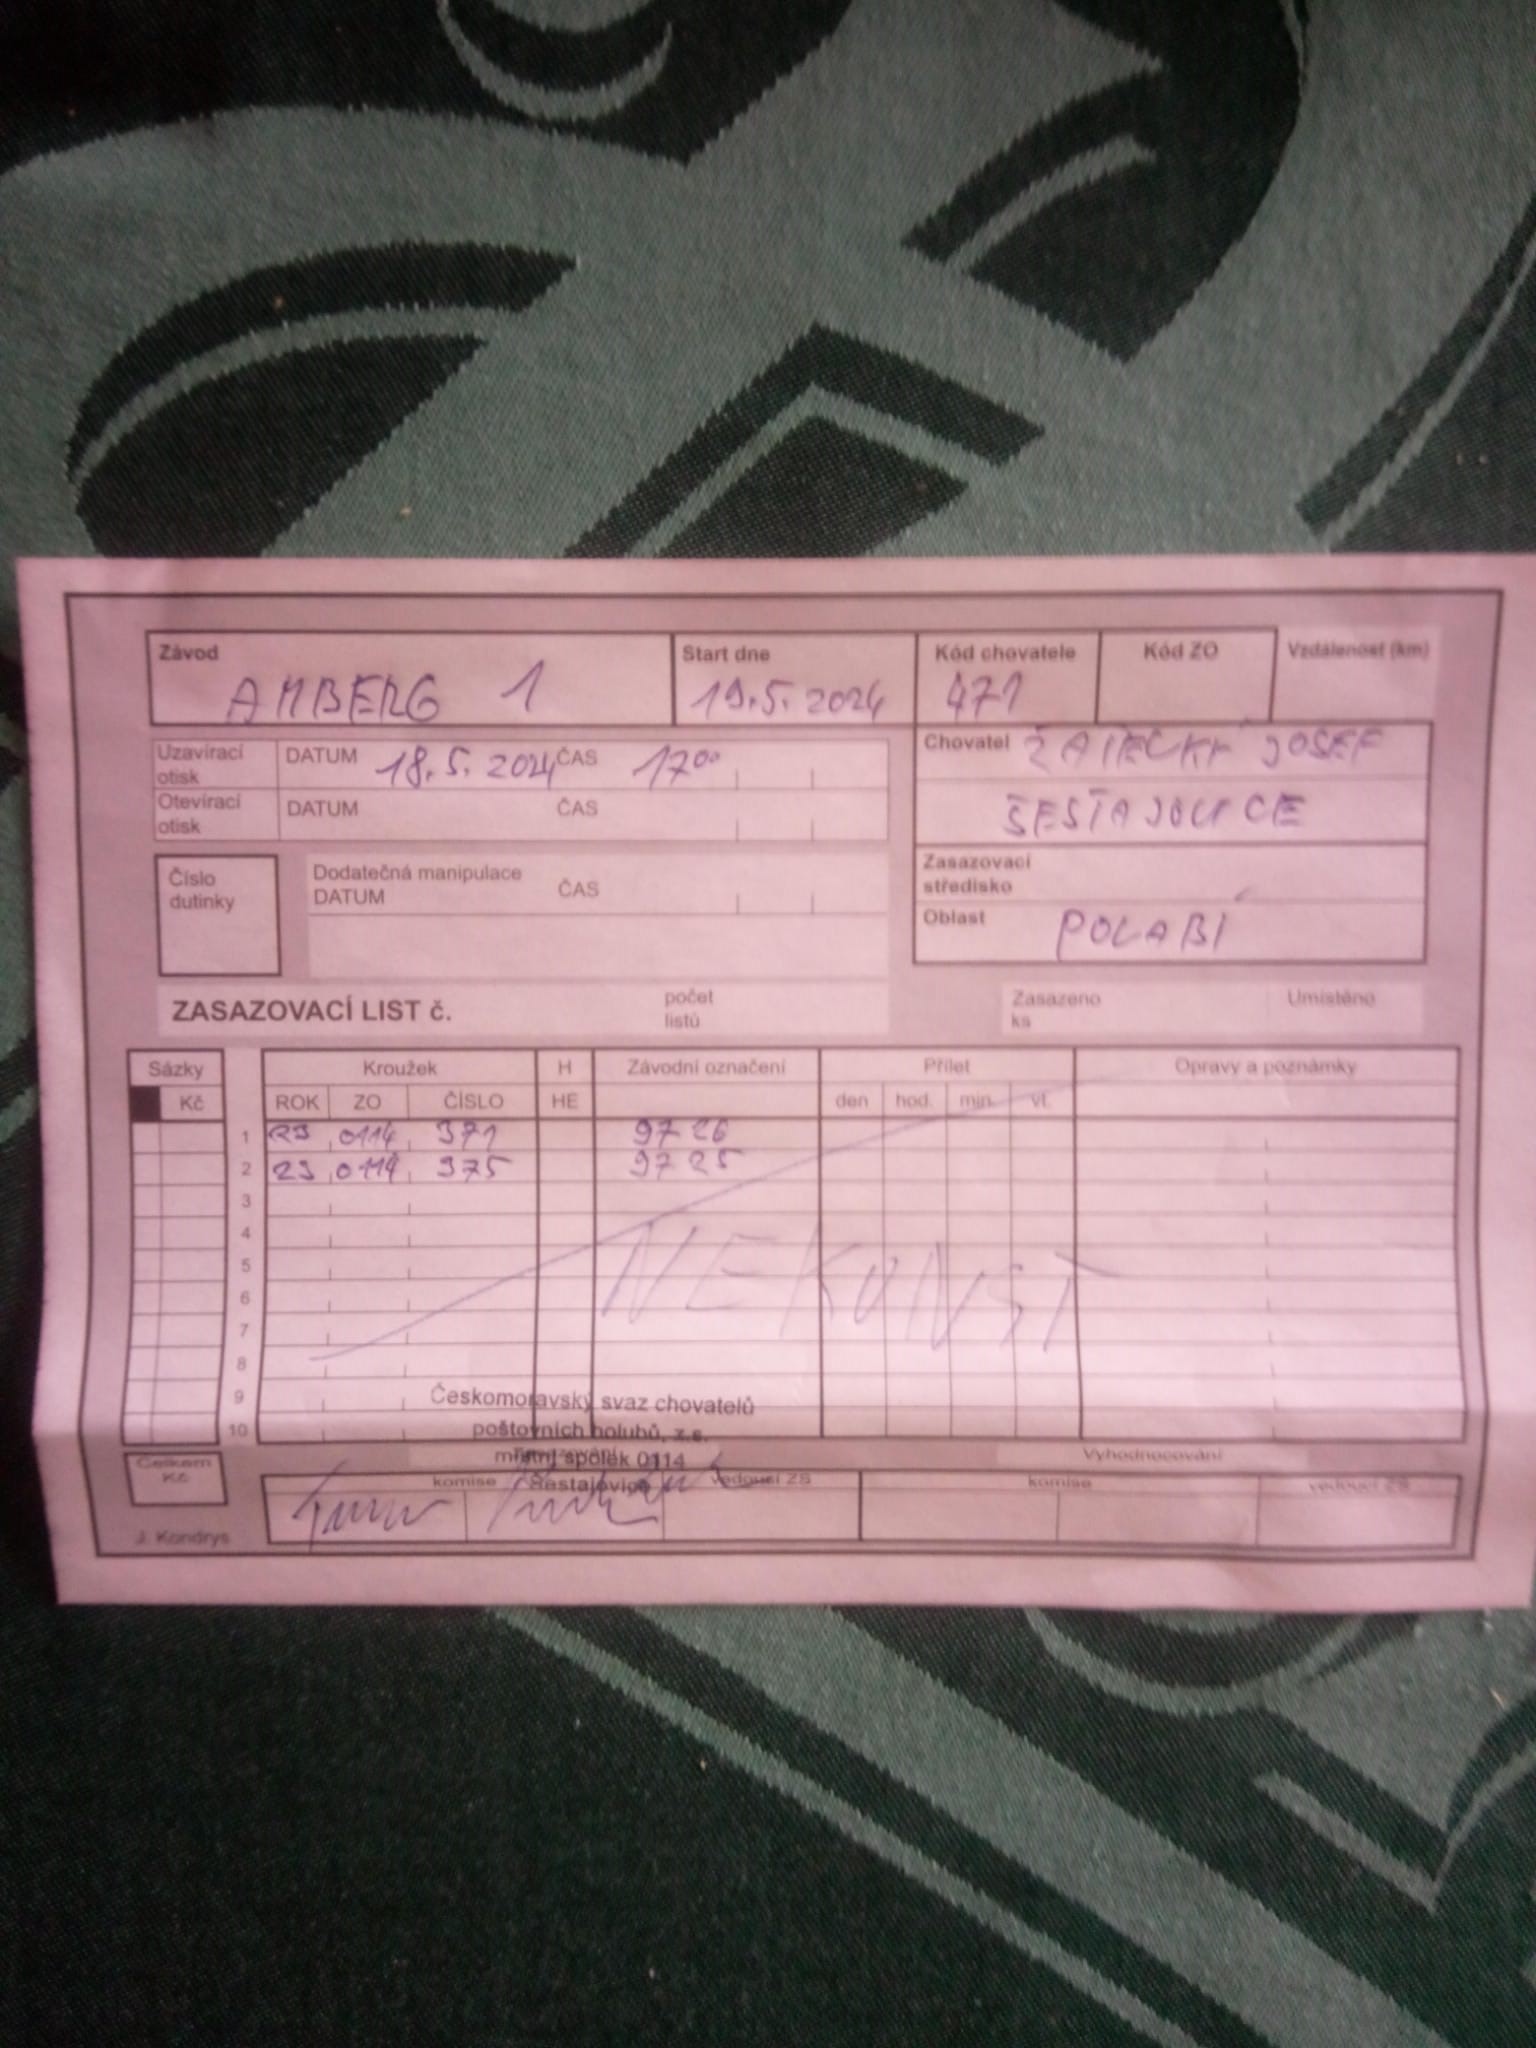 Závod Start dne Kód chovatele Kód ZO Vzdálenost (km)
AMBERG 1 19.5.2024 471
Uzavírací otisk DATUM 18.5.2024 ČAS 17⁰⁰
Otevírací otisk DATUM ČAS
Chovatel ŽATECKÝ JOSEF
ŠESTAJOVICE
Číslo dutinky
Dodatečná manipulace
DATUM ČAS
Zasazovací středisko
Oblast POLABÍ
ZASAZOVACÍ LIST č. počet listů Zasazeno ks Umístěno
Sázky Kroužek H Závodní označení Přílet Opravy a poznámky
Kč ROK ZO ČÍSLO HE den hod. min. vt.
1 23 0114 371 97 26
2 23 0114 375 97 25
3
4
5
6
7
8
9
10
NEKONST
Českomoravský svaz chovatelů
poštovních holubů, z.s.
místní spolek 0114
Šestajovice
Celkem Kč
Vyhodnocování
komise vedoucí ZS komise vedoucí ZS
J. Kondrys